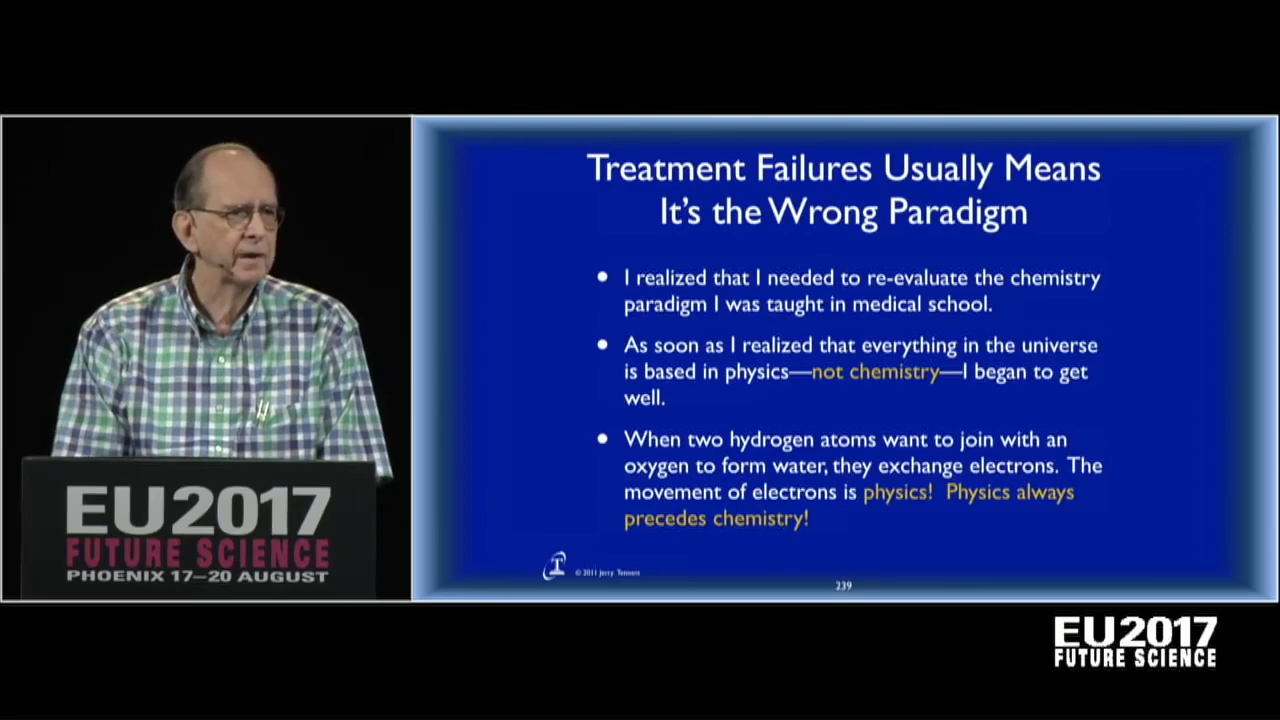 Treatment Failures Usually Means
It's the Wrong Paradigm
• I realized that I needed to re-evaluate the chemistry
paradigm I was taught in medical school.
• As soon as I realized that everything in the universe
is based in physics—not chemistry—I began to get
well.
• When two hydrogen atoms want to join with an
oxygen to form water, they exchange electrons. The
movement of electrons is physics! Physics always
precedes chemistry!
T
© 2011 Jerry Tennant
239
EU2017
FUTURE SCIENCE
PHOENIX 17–20 AUGUST
EU2017
FUTURE SCIENCE